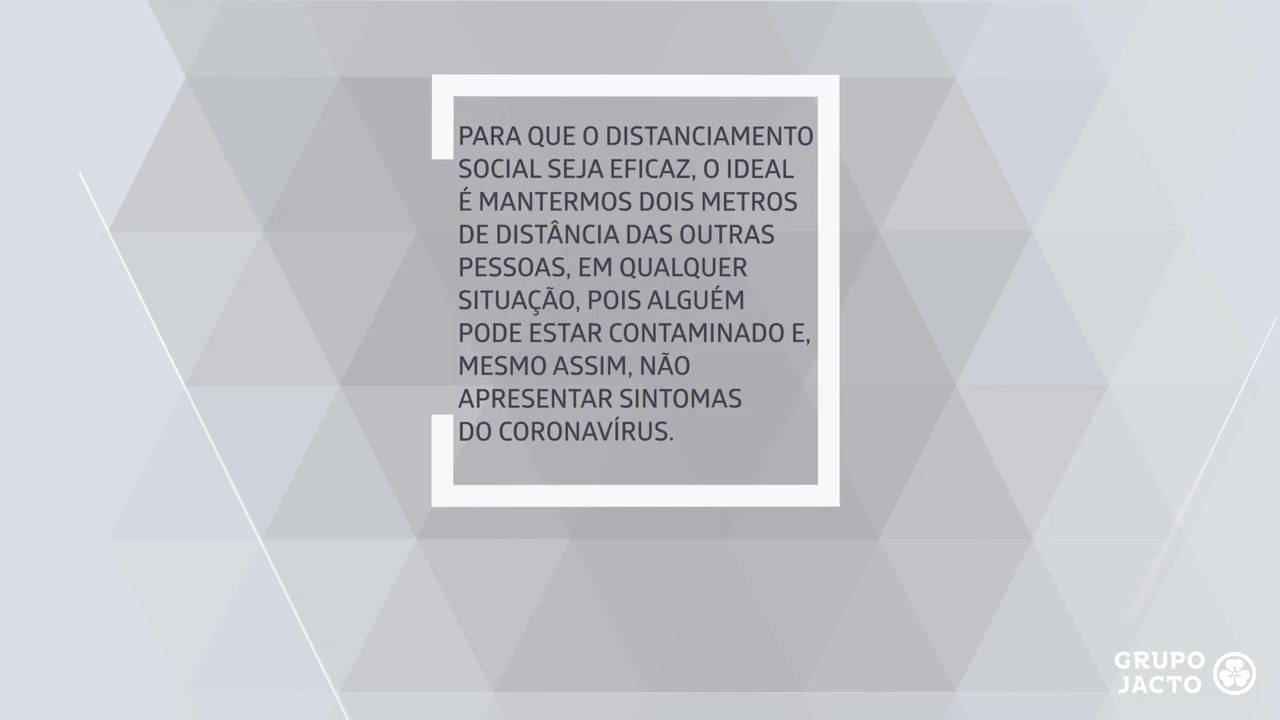 PARA QUE O DISTANCIAMENTO
SOCIAL SEJA EFICAZ, O IDEAL
É MANTERMOS DOIS METROS
DE DISTÂNCIA DAS OUTRAS
PESSOAS, EM QUALQUER
SITUAÇÃO, POIS ALGUÉM
PODE ESTAR CONTAMINADO E,
MESMO ASSIM, NÃO
APRESENTAR SINTOMAS
DO CORONAVÍRUS.
GRUPO
JACTO